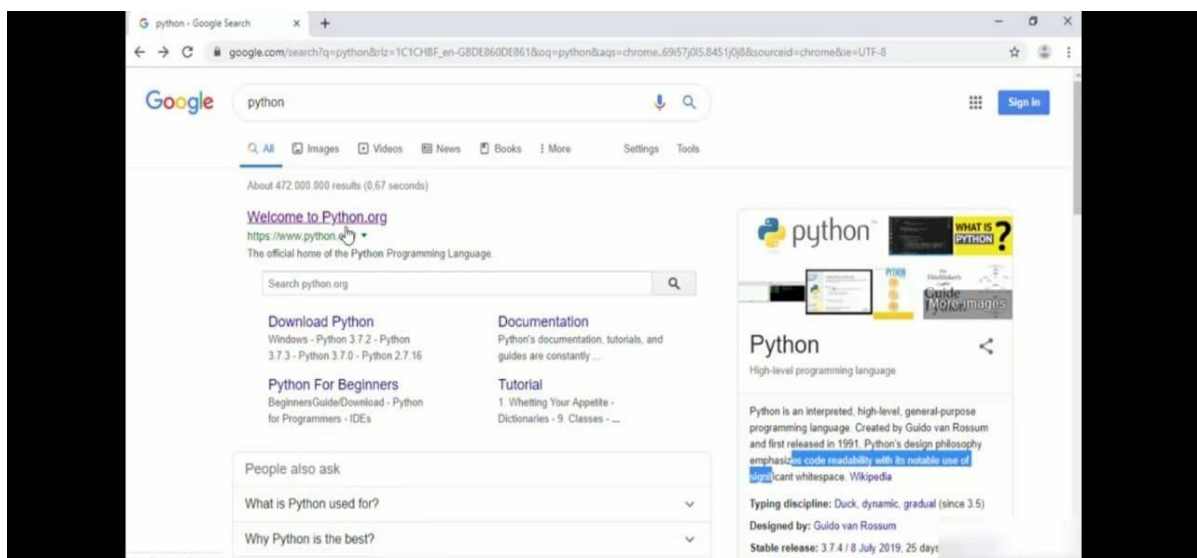 python - Google Search
google.com/search?q=python&rlz=1C1CHBF_en-GBDE860DE861&oq=python&aqs=chrome..69i57j0l5.8451j0j8&sourceid=chrome&ie=UTF-8
Google
python
Sign in
All Images Videos News Books More Settings Tools
About 472.000.000 results (0,67 seconds)
Welcome to Python.org
https://www.python.
The official home of the Python Programming Language.
Search python.org
Download Python
Windows - Python 3.7.2 - Python
3.7.3 - Python 3.7.0 - Python 2.7.16
Documentation
Python's documentation, tutorials, and
guides are constantly ...
Python For Beginners
BeginnersGuide/Download - Python
for Programmers - IDEs
Tutorial
1. Whetting Your Appetite -
Dictionaries - 9. Classes - ...
People also ask
What is Python used for?
Why Python is the best?
python
WHAT IS
PYTHON ?
PYTHON
Guide
Python
More images
Python
High-level programming language
Python is an interpreted, high-level, general-purpose
programming language. Created by Guido van Rossum
and first released in 1991, Python's design philosophy
emphasizes code readability with its notable use of
significant whitespace. Wikipedia
Typing discipline: Duck, dynamic, gradual (since 3.5)
Designed by: Guido van Rossum
Stable release: 3.7.4 / 8 July 2019; 25 days